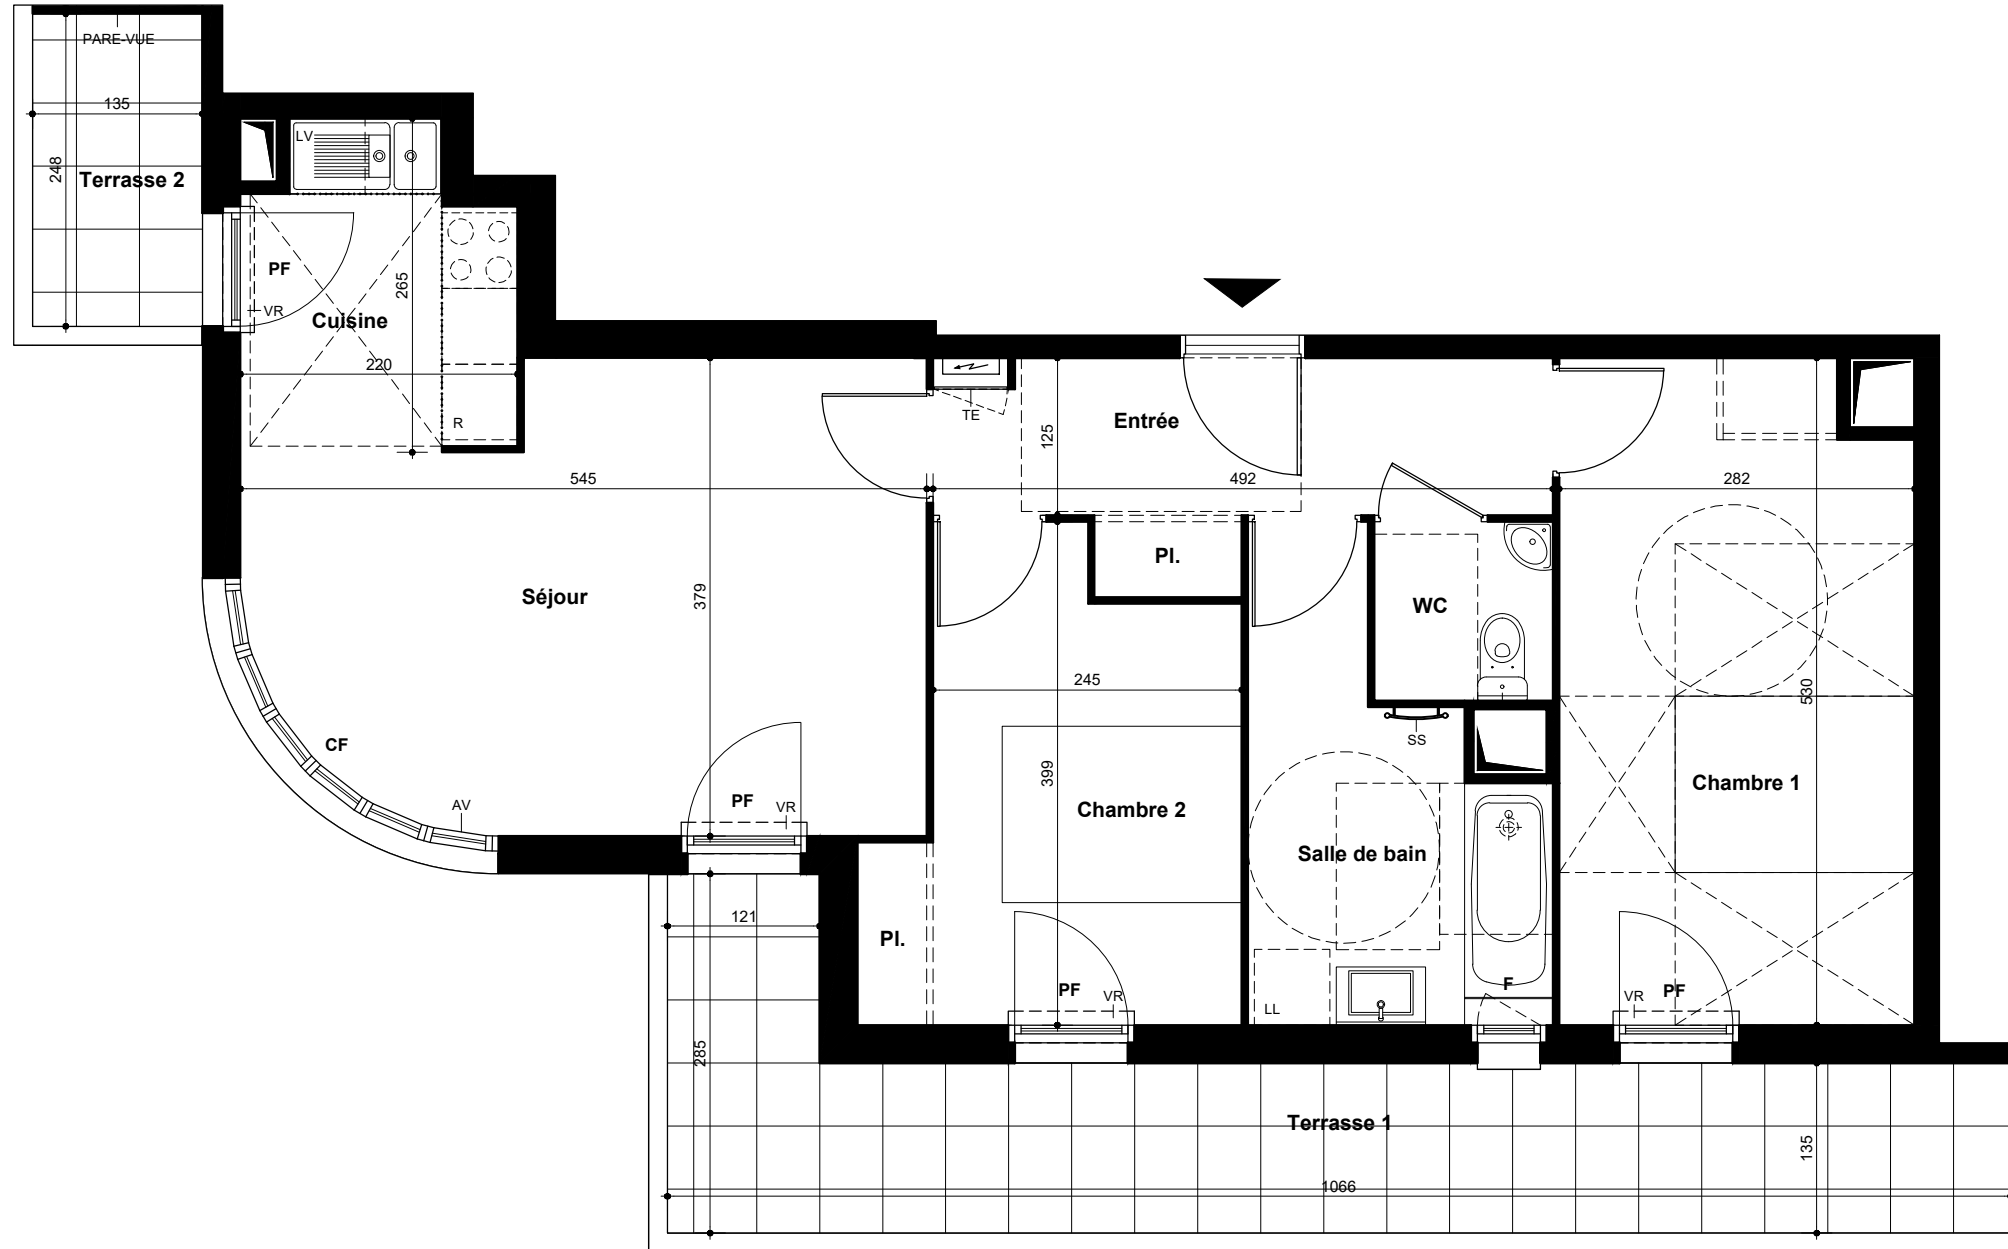 PARE-VUE
135
248
Terrasse 2
LV
PF
VR
265
Cuisine
220
R
TE
Entrée
125
545
492
282
Séjour
379
Pl.
WC
245
530
SS
CF
AV
PF
VR
399
Chambre 2
Chambre 1
Salle de bain
121
Pl.
PF
VR
LL
F
VR
PF
285
Terrasse 1
135
1066